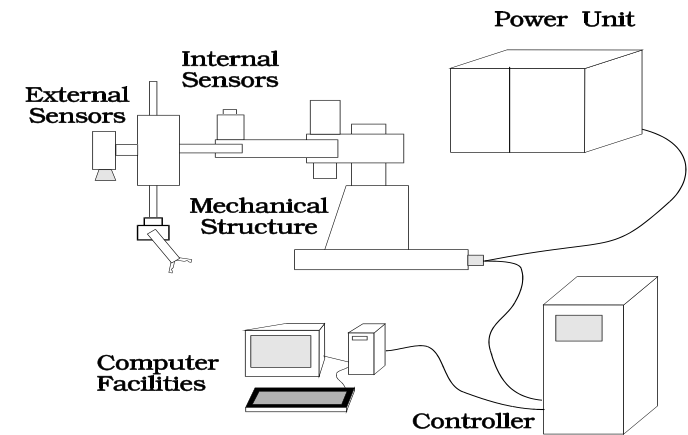 Power Unit
Internal
Sensors
External
Sensors
Mechanical
Structure
Computer
Facilities
Controller